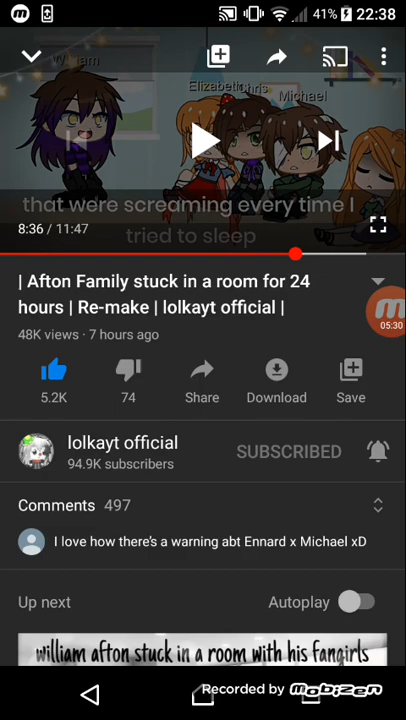 41% 22:38
William
Elizabeth
Chris
Michael
that were screaming every time I
tried to sleep
8:36 / 11:47
| Afton Family stuck in a room for 24
hours | Re-make | lolkayt official |
05:30
48K views · 7 hours ago
5.2K 74 Share Download Save
lolkayt official
94.9K subscribers
SUBSCRIBED
Comments 497
I love how there's a warning abt Ennard x Michael xD
Up next Autoplay
william afton stuck in a room with his fangirls
Recorded by Mobizen